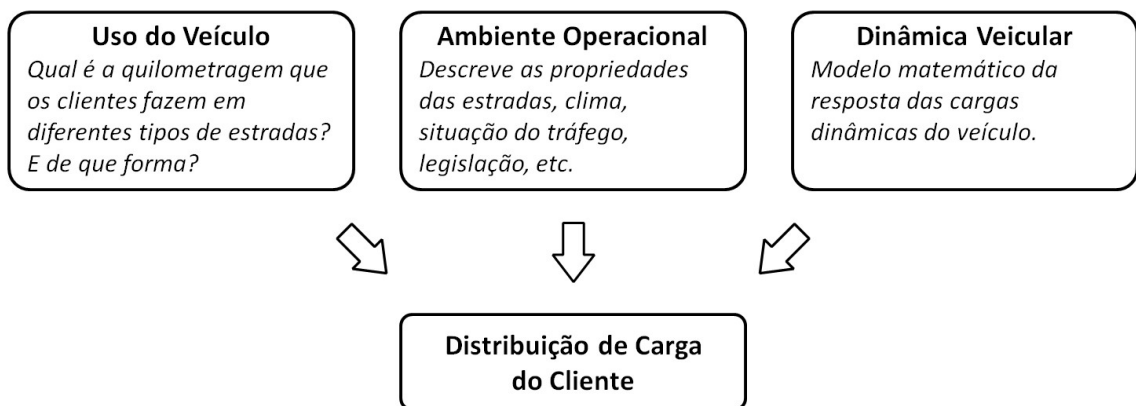 Uso do Veículo
Qual é a quilometragem que
os clientes fazem em
diferentes tipos de estradas?
E de que forma?
Ambiente Operacional
Descreve as propriedades
das estradas, clima,
situação do tráfego,
legislação, etc.
Dinâmica Veicular
Modelo matemático da
resposta das cargas
dinâmicas do veículo.
Distribuição de Carga
do Cliente